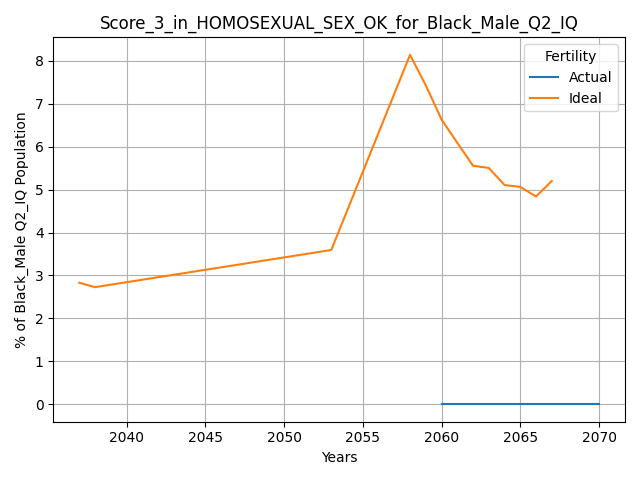 Score_3_in_HOMOSEXUAL_SEX_OK_for_Black_Male_Q2_IQ
Fertility
Actual
Ideal
% of Black_Male Q2_IQ Population
8
7
6
5
4
3
2
1
0
2040 2045 2050 2055 2060 2065 2070
Years